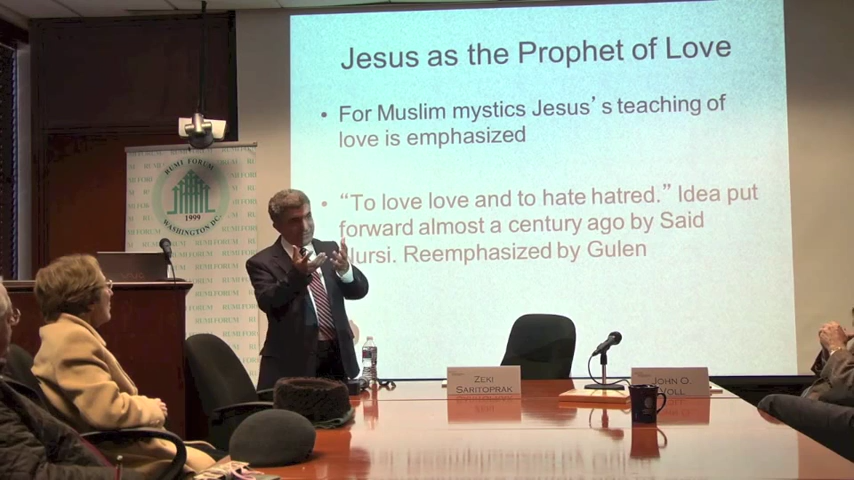 Jesus as the Prophet of Love
• For Muslim mystics Jesus's teaching of
love is emphasized
• "To love love and to hate hatred." Idea put
forward almost a century ago by Said
Nursi. Reemphasized by Gulen
RUMI FORUM
1999
WASHINGTON DC
ZEKI
SARITOPRAK
JOHN O.
VOLL